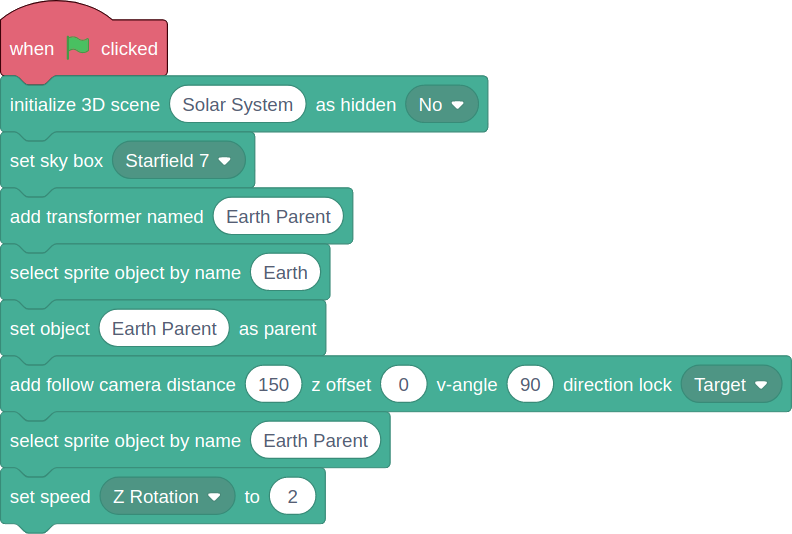 when clicked
initialize 3D scene Solar System as hidden No
set sky box Starfield 7
add transformer named Earth Parent
select sprite object by name Earth
set object Earth Parent as parent
add follow camera distance 150 z offset 0 v-angle 90 direction lock Target
select sprite object by name Earth Parent
set speed Z Rotation to 2